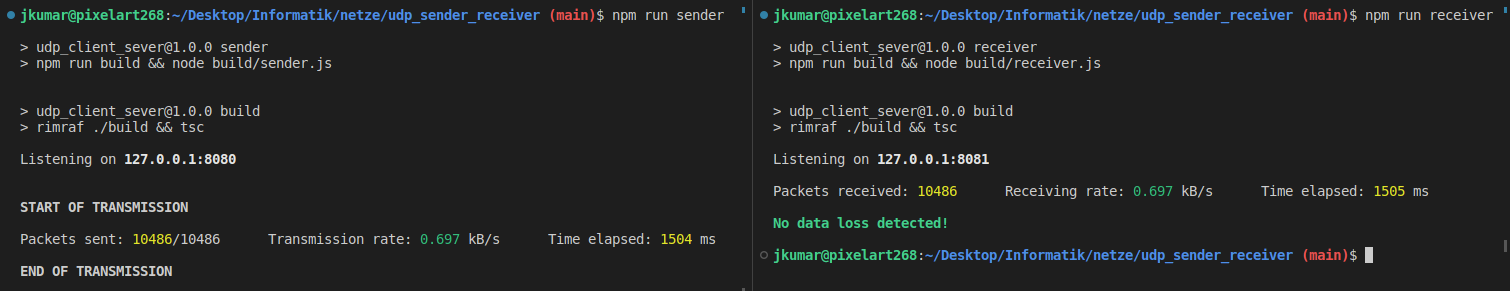 jkumar@pixelart268:~/Desktop/Informatik/netze/udp_sender_receiver (main)$ npm run sender
> udp_client_sever@1.0.0 sender
> npm run build && node build/sender.js
> udp_client_sever@1.0.0 build
> rimraf ./build && tsc
Listening on 127.0.0.1:8080
START OF TRANSMISSION
Packets sent: 10486/10486 Transmission rate: 0.697 kB/s Time elapsed: 1504 ms
END OF TRANSMISSION
jkumar@pixelart268:~/Desktop/Informatik/netze/udp_sender_receiver (main)$ npm run receiver
> udp_client_sever@1.0.0 receiver
> npm run build && node build/receiver.js
> udp_client_sever@1.0.0 build
> rimraf ./build && tsc
Listening on 127.0.0.1:8081
Packets received: 10486 Receiving rate: 0.697 kB/s Time elapsed: 1505 ms
No data loss detected!
jkumar@pixelart268:~/Desktop/Informatik/netze/udp_sender_receiver (main)$